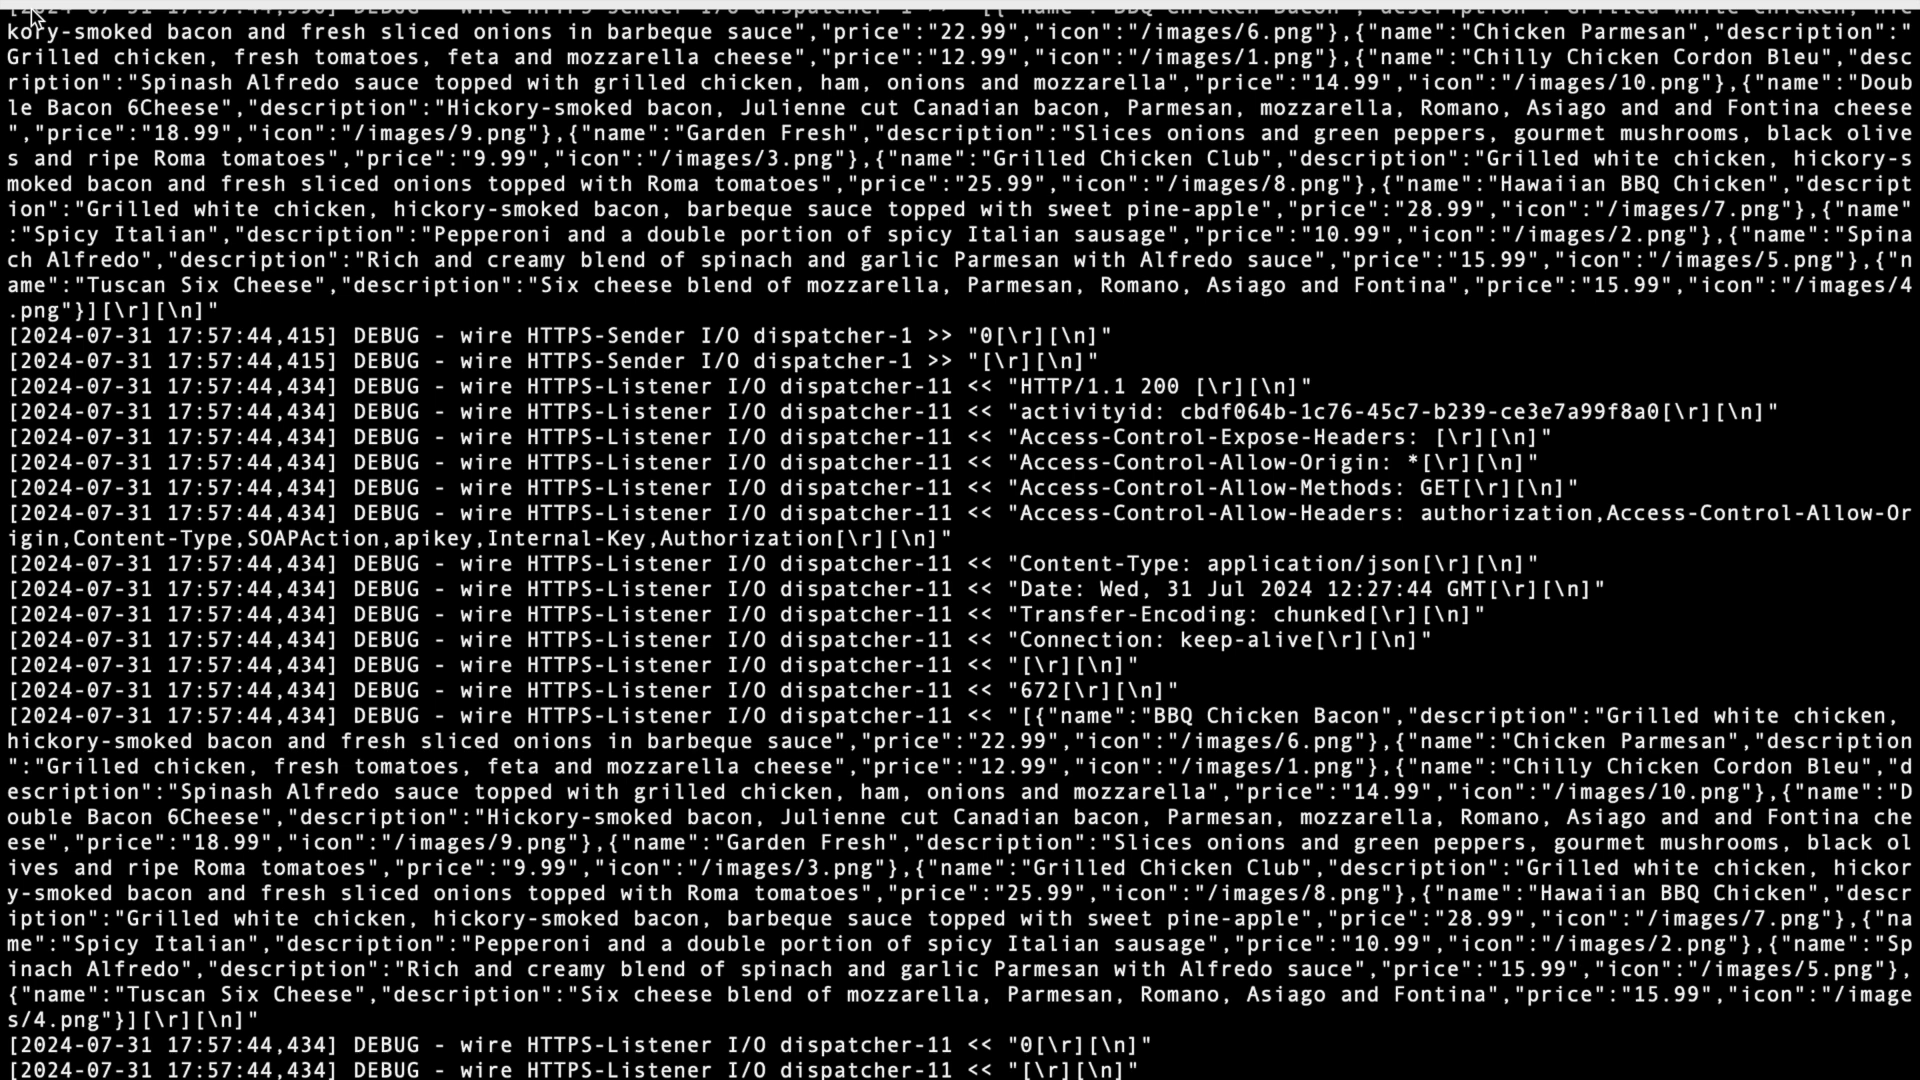 [2024-07-31 17:57:44,398] DEBUG - wire HTTPS-Sender I/O dispatcher-1 >> "[{"name":"BBQ Chicken Bacon","description":"Grilled white chicken, hic
kory-smoked bacon and fresh sliced onions in barbeque sauce","price":"22.99","icon":"/images/6.png"},{"name":"Chicken Parmesan","description":"
Grilled chicken, fresh tomatoes, feta and mozzarella cheese","price":"12.99","icon":"/images/1.png"},{"name":"Chilly Chicken Cordon Bleu","desc
ription":"Spinash Alfredo sauce topped with grilled chicken, ham, onions and mozzarella","price":"14.99","icon":"/images/10.png"},{"name":"Doub
le Bacon 6Cheese","description":"Hickory-smoked bacon, Julienne cut Canadian bacon, Parmesan, mozzarella, Romano, Asiago and and Fontina cheese
","price":"18.99","icon":"/images/9.png"},{"name":"Garden Fresh","description":"Slices onions and green peppers, gourmet mushrooms, black olive
s and ripe Roma tomatoes","price":"9.99","icon":"/images/3.png"},{"name":"Grilled Chicken Club","description":"Grilled white chicken, hickory-s
moked bacon and fresh sliced onions topped with Roma tomatoes","price":"25.99","icon":"/images/8.png"},{"name":"Hawaiian BBQ Chicken","descript
ion":"Grilled white chicken, hickory-smoked bacon, barbeque sauce topped with sweet pine-apple","price":"28.99","icon":"/images/7.png"},{"name"
:"Spicy Italian","description":"Pepperoni and a double portion of spicy Italian sausage","price":"10.99","icon":"/images/2.png"},{"name":"Spina
ch Alfredo","description":"Rich and creamy blend of spinach and garlic Parmesan with Alfredo sauce","price":"15.99","icon":"/images/5.png"},{"n
ame":"Tuscan Six Cheese","description":"Six cheese blend of mozzarella, Parmesan, Romano, Asiago and Fontina","price":"15.99","icon":"/images/4
.png"}][\r][\n]"
[2024-07-31 17:57:44,415] DEBUG - wire HTTPS-Sender I/O dispatcher-1 >> "0[\r][\n]"
[2024-07-31 17:57:44,415] DEBUG - wire HTTPS-Sender I/O dispatcher-1 >> "[\r][\n]"
[2024-07-31 17:57:44,434] DEBUG - wire HTTPS-Listener I/O dispatcher-11 << "HTTP/1.1 200 [\r][\n]"
[2024-07-31 17:57:44,434] DEBUG - wire HTTPS-Listener I/O dispatcher-11 << "activityid: cbdf064b-1c76-45c7-b239-ce3e7a99f8a0[\r][\n]"
[2024-07-31 17:57:44,434] DEBUG - wire HTTPS-Listener I/O dispatcher-11 << "Access-Control-Expose-Headers: [\r][\n]"
[2024-07-31 17:57:44,434] DEBUG - wire HTTPS-Listener I/O dispatcher-11 << "Access-Control-Allow-Origin: *[\r][\n]"
[2024-07-31 17:57:44,434] DEBUG - wire HTTPS-Listener I/O dispatcher-11 << "Access-Control-Allow-Methods: GET[\r][\n]"
[2024-07-31 17:57:44,434] DEBUG - wire HTTPS-Listener I/O dispatcher-11 << "Access-Control-Allow-Headers: authorization,Access-Control-Allow-Or
igin,Content-Type,SOAPAction,apikey,Internal-Key,Authorization[\r][\n]"
[2024-07-31 17:57:44,434] DEBUG - wire HTTPS-Listener I/O dispatcher-11 << "Content-Type: application/json[\r][\n]"
[2024-07-31 17:57:44,434] DEBUG - wire HTTPS-Listener I/O dispatcher-11 << "Date: Wed, 31 Jul 2024 12:27:44 GMT[\r][\n]"
[2024-07-31 17:57:44,434] DEBUG - wire HTTPS-Listener I/O dispatcher-11 << "Transfer-Encoding: chunked[\r][\n]"
[2024-07-31 17:57:44,434] DEBUG - wire HTTPS-Listener I/O dispatcher-11 << "Connection: keep-alive[\r][\n]"
[2024-07-31 17:57:44,434] DEBUG - wire HTTPS-Listener I/O dispatcher-11 << "[\r][\n]"
[2024-07-31 17:57:44,434] DEBUG - wire HTTPS-Listener I/O dispatcher-11 << "672[\r][\n]"
[2024-07-31 17:57:44,434] DEBUG - wire HTTPS-Listener I/O dispatcher-11 << "[{"name":"BBQ Chicken Bacon","description":"Grilled white chicken,
hickory-smoked bacon and fresh sliced onions in barbeque sauce","price":"22.99","icon":"/images/6.png"},{"name":"Chicken Parmesan","description
":"Grilled chicken, fresh tomatoes, feta and mozzarella cheese","price":"12.99","icon":"/images/1.png"},{"name":"Chilly Chicken Cordon Bleu","d
escription":"Spinash Alfredo sauce topped with grilled chicken, ham, onions and mozzarella","price":"14.99","icon":"/images/10.png"},{"name":"D
ouble Bacon 6Cheese","description":"Hickory-smoked bacon, Julienne cut Canadian bacon, Parmesan, mozzarella, Romano, Asiago and and Fontina che
ese","price":"18.99","icon":"/images/9.png"},{"name":"Garden Fresh","description":"Slices onions and green peppers, gourmet mushrooms, black ol
ives and ripe Roma tomatoes","price":"9.99","icon":"/images/3.png"},{"name":"Grilled Chicken Club","description":"Grilled white chicken, hickor
y-smoked bacon and fresh sliced onions topped with Roma tomatoes","price":"25.99","icon":"/images/8.png"},{"name":"Hawaiian BBQ Chicken","descr
iption":"Grilled white chicken, hickory-smoked bacon, barbeque sauce topped with sweet pine-apple","price":"28.99","icon":"/images/7.png"},{"na
me":"Spicy Italian","description":"Pepperoni and a double portion of spicy Italian sausage","price":"10.99","icon":"/images/2.png"},{"name":"Sp
inach Alfredo","description":"Rich and creamy blend of spinach and garlic Parmesan with Alfredo sauce","price":"15.99","icon":"/images/5.png"},
{"name":"Tuscan Six Cheese","description":"Six cheese blend of mozzarella, Parmesan, Romano, Asiago and Fontina","price":"15.99","icon":"/image
s/4.png"}][\r][\n]"
[2024-07-31 17:57:44,434] DEBUG - wire HTTPS-Listener I/O dispatcher-11 << "0[\r][\n]"
[2024-07-31 17:57:44,434] DEBUG - wire HTTPS-Listener I/O dispatcher-11 << "[\r][\n]"